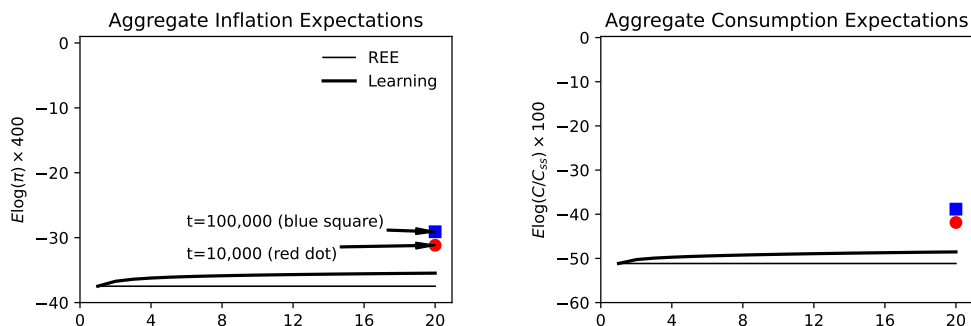 Aggregate Inflation Expectations
Elog(π) × 400
0
−10
−20
−30
−40
REE
Learning
t=100,000 (blue square)
t=10,000 (red dot)
0 4 8 12 16 20
Aggregate Consumption Expectations
Elog(C/C_ss) × 100
0
−10
−20
−30
−40
−50
−60
0 4 8 12 16 20